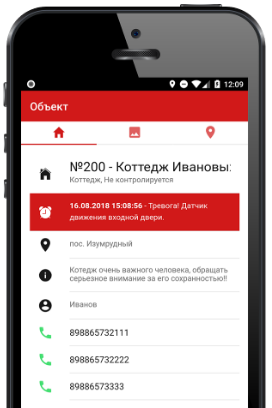 12:09
Объект
№200 - Коттедж Ивановы:
Коттедж, Не контролируется
16.08.2018 15:08:56 - Тревога! Датчик
движения входной двери.
пос. Изумрудный
Котедж очень важного человека, обращать
серьезное внимание за его сохранностью!!
Иванов
898865732111
898865732222
89886573333